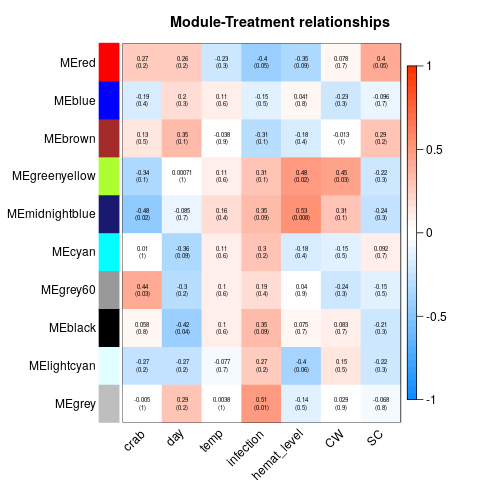 Module-Treatment relationships
MEred 0.27 0.26 -0.23 -0.4 -0.35 0.078 0.4
(0.2) (0.2) (0.3) (0.05) (0.09) (0.7) (0.05)
MEblue -0.19 0.2 0.11 -0.15 0.041 -0.23 -0.096
(0.4) (0.3) (0.6) (0.5) (0.8) (0.3) (0.7)
MEbrown 0.13 0.35 -0.038 -0.31 -0.18 -0.013 0.29
(0.5) (0.1) (0.9) (0.1) (0.4) (1) (0.2)
MEgreenyellow -0.34 0.00071 0.11 0.31 0.48 0.45 -0.22
(0.1) (1) (0.6) (0.1) (0.02) (0.03) (0.3)
MEmidnightblue -0.48 -0.085 0.16 0.35 0.53 0.31 -0.24
(0.02) (0.7) (0.4) (0.09) (0.008) (0.1) (0.3)
MEcyan 0.01 -0.36 0.11 0.3 -0.18 -0.15 0.092
(1) (0.09) (0.6) (0.2) (0.4) (0.5) (0.7)
MEgrey60 0.44 -0.3 0.1 0.19 0.04 -0.24 -0.15
(0.03) (0.2) (0.6) (0.4) (0.9) (0.3) (0.5)
MEblack 0.058 -0.42 0.1 0.35 0.075 0.083 -0.21
(0.8) (0.04) (0.6) (0.09) (0.7) (0.7) (0.3)
MElightcyan -0.27 -0.27 -0.077 0.27 -0.4 0.15 -0.22
(0.2) (0.2) (0.7) (0.2) (0.06) (0.5) (0.3)
MEgrey -0.005 0.29 0.0038 0.51 -0.14 0.029 -0.068
(1) (0.2) (1) (0.01) (0.5) (0.9) (0.8)
crab day temp infection hemat_level CW SC
1
0.5
0
-0.5
-1